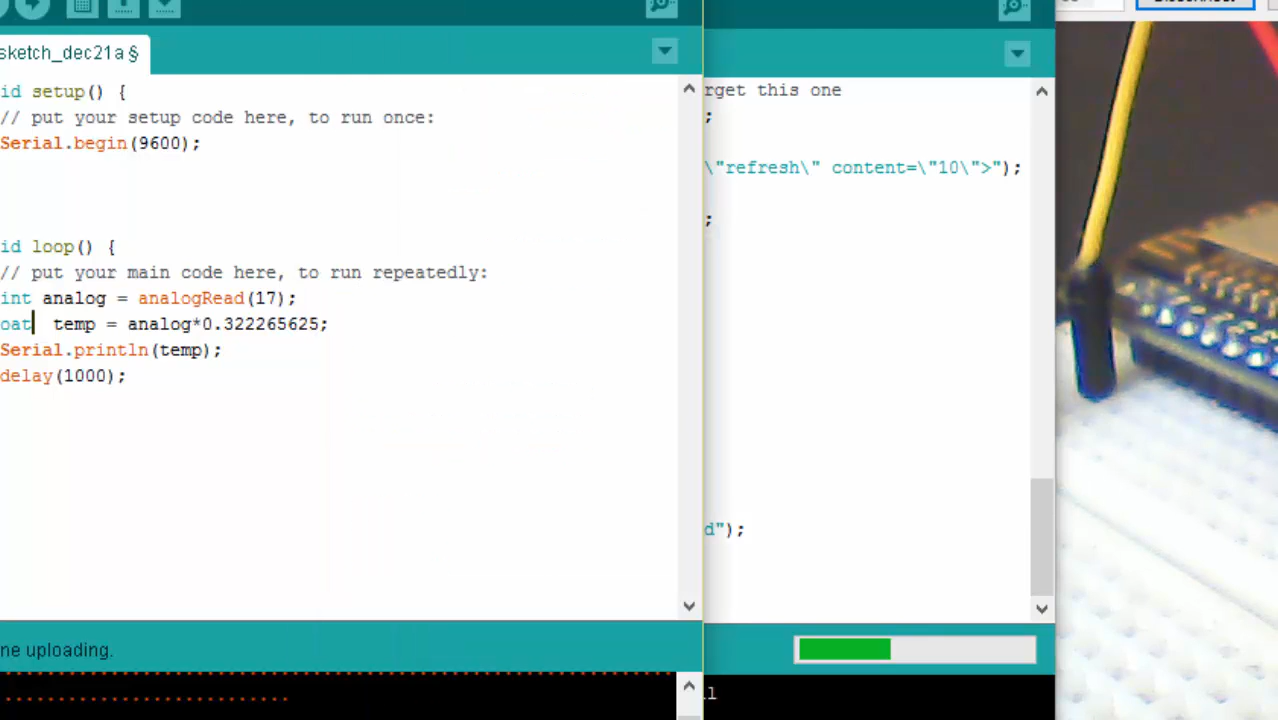 sketch_dec21a §
id setup() {
// put your setup code here, to run once:
Serial.begin(9600);
id loop() {
// put your main code here, to run repeatedly:
int analog = analogRead(17);
oat temp = analog*0.322265625;
Serial.println(temp);
delay(1000);
ne uploading.
rget this one
;
\"refresh\" content=\"10\">");
;
d");